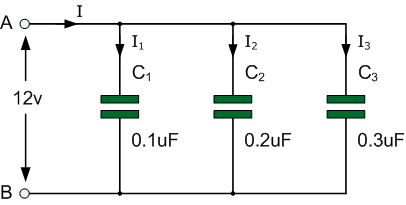 A I
I1 I2 I3
C1 C2 C3
12v
0.1uF 0.2uF 0.3uF
B